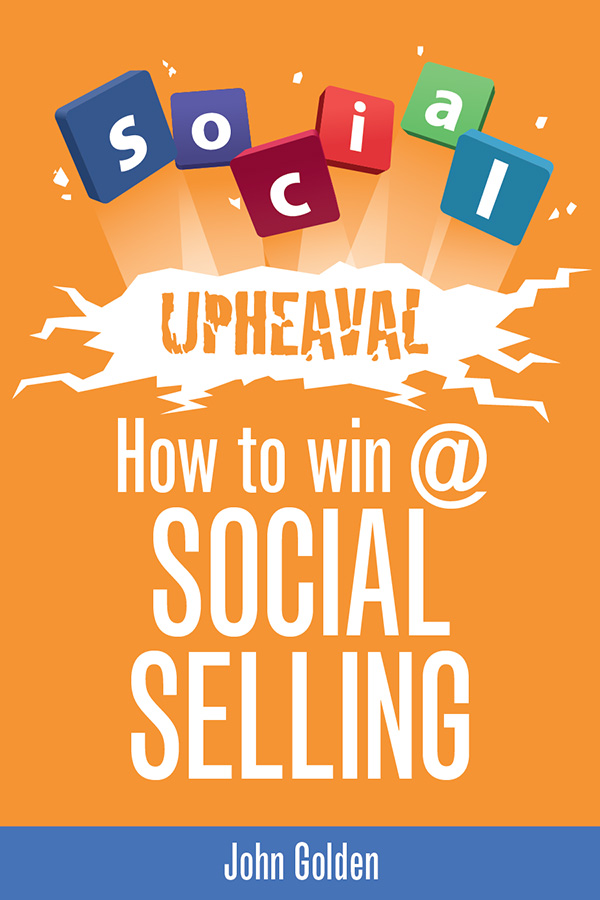 Social
UPHEAVAL
How to win @
SOCIAL
SELLING
John Golden